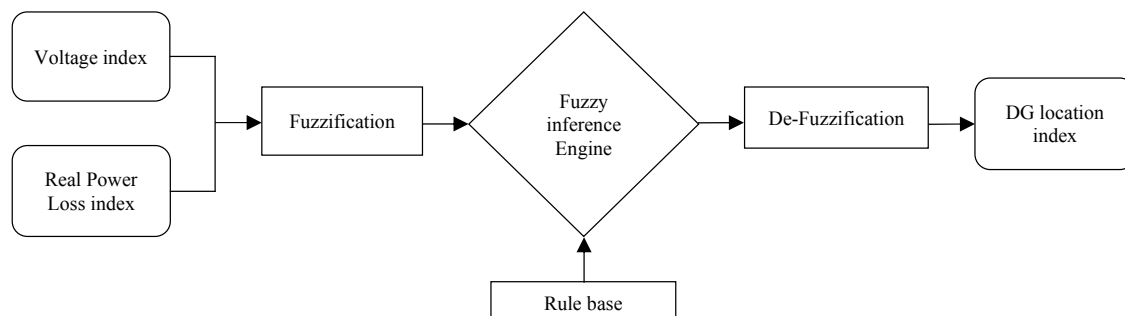 Voltage index
Real Power
Loss index
Fuzzification
Fuzzy
inference
Engine
Rule base
De-Fuzzification
DG location
index